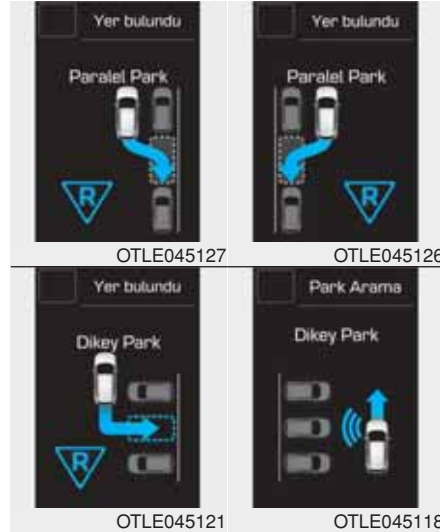 Yer bulundu
Paralel Park
R
OTLE045127
Yer bulundu
Paralel Park
R
OTLE045126
Yer bulundu
Dikey Park
R
OTLE045121
Park Arama
Dikey Park
OTLE045118